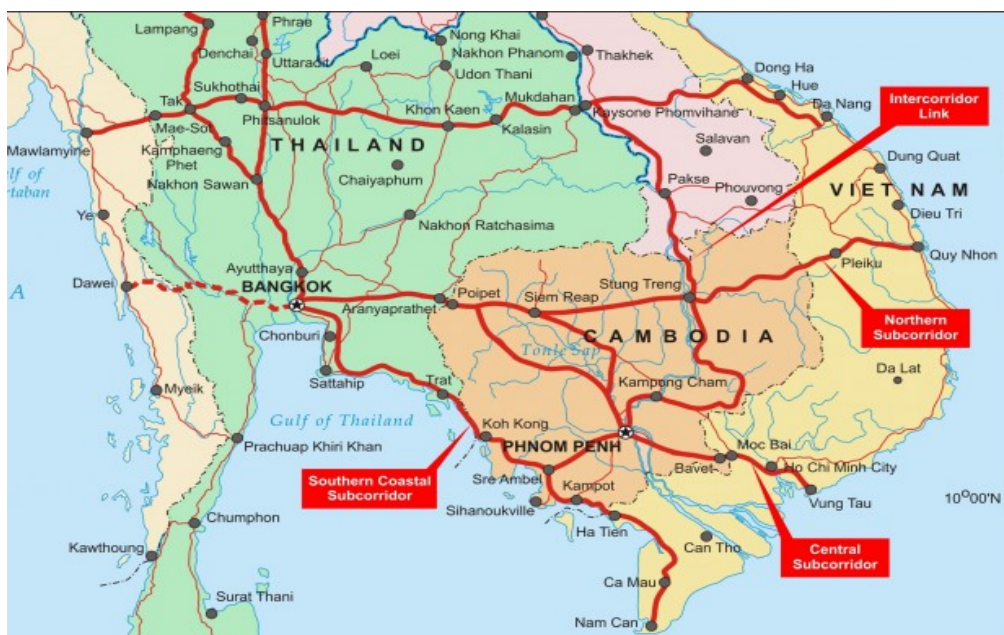 Lampang
Phrae
Denchai
Uttaradit
Loei
Nong Khai
Nakhon Phanom
Udon Thani
Thakhek
Sukhothai
Tak
Phitsanulok
Khon Kaen
Kalasin
Mukdahan
Kaysone Phomvihane
Dong Ha
Hue
Da Nang
Intercorridor
Link
Mawlamyine
Mae-Sot
Kamphaeng
Phet
THAILAND
Salavan
Dung Quat
Chaiyaphum
Nakhon Sawan
Pakse
Phouvong
VIET NAM
Dieu Tri
Ye
Nakhon Ratchasima
Quy Nhon
Pleiku
Ayutthaya
Dawei
BANGKOK
Aranyaprathet
Poipet
Siem Reap
Stung Treng
Northern
Subcorridor
Chonburi
CAMBODIA
Tonle Sap
Sattahip
Trat
Kampong Cham
Da Lat
Myeik
Gulf of Thailand
Prachuap Khiri Khan
Koh Kong
PHNOM PENH
Moc Bai
Bavet
Ho Chi Minh City
Southern Coastal
Subcorridor
Sre Ambel
Kampot
Sihanoukville
Vung Tau
10°00'N
Chumphon
Ha Tien
Can Tho
Central
Subcorridor
Kawthoung
Ca Mau
Surat Thani
Nam Can